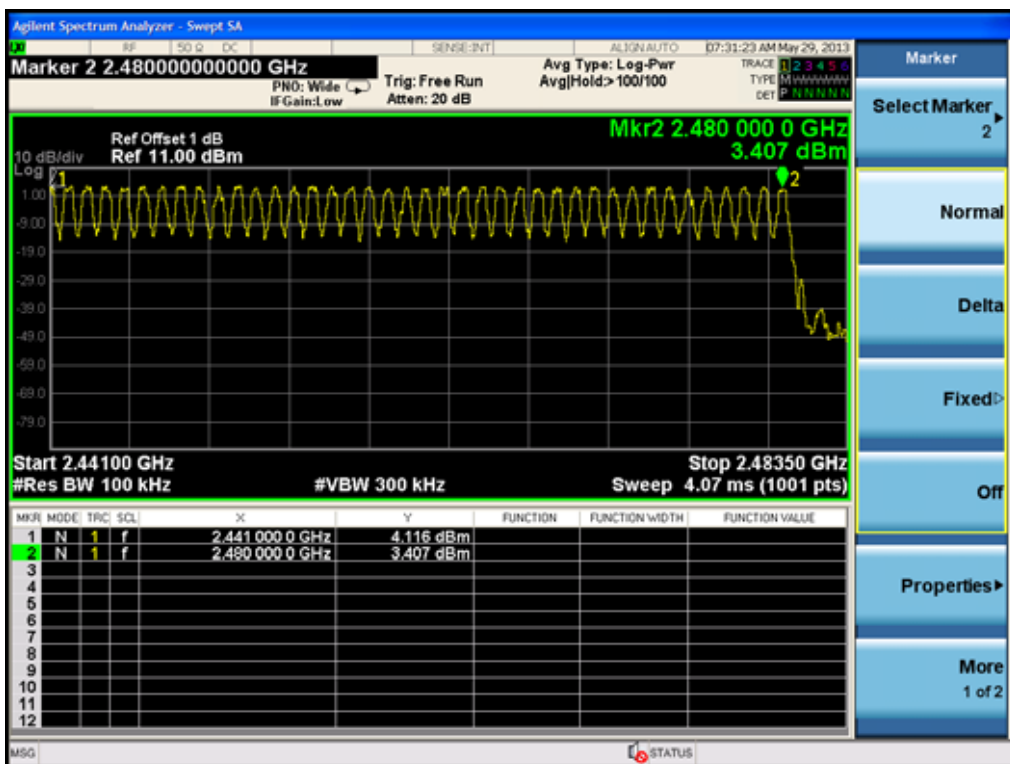 Agilent Spectrum Analyzer - Swept SA
LXI RF 50 Ω DC SENSE:INT ALIGN AUTO 07:31:23 AM May 29, 2013
Marker 2 2.480000000000 GHz
PNO: Wide
IFGain:Low
Trig: Free Run
Atten: 20 dB
Avg Type: Log-Pwr
Avg|Hold:> 100/100
TRACE 1 2 3 4 5 6
TYPE M WWWWW
DET P N N N N N
Ref Offset 1 dB
10 dB/div Ref 11.00 dBm
Log
Mkr2 2.480 000 0 GHz
3.407 dBm
1
2
1.00
-9.00
-19.0
-29.0
-39.0
-49.0
-59.0
-69.0
-79.0
Start 2.44100 GHz Stop 2.48350 GHz
#Res BW 100 kHz #VBW 300 kHz Sweep 4.07 ms (1001 pts)
MKR MODE TRC SCL X Y FUNCTION FUNCTION WIDTH FUNCTION VALUE
1 N 1 f 2.441 000 0 GHz 4.116 dBm
2 N 1 f 2.480 000 0 GHz 3.407 dBm
3
4
5
6
7
8
9
10
11
12
MSG STATUS
Marker
Select Marker
2
Normal
Delta
Fixed
Off
Properties
More
1 of 2